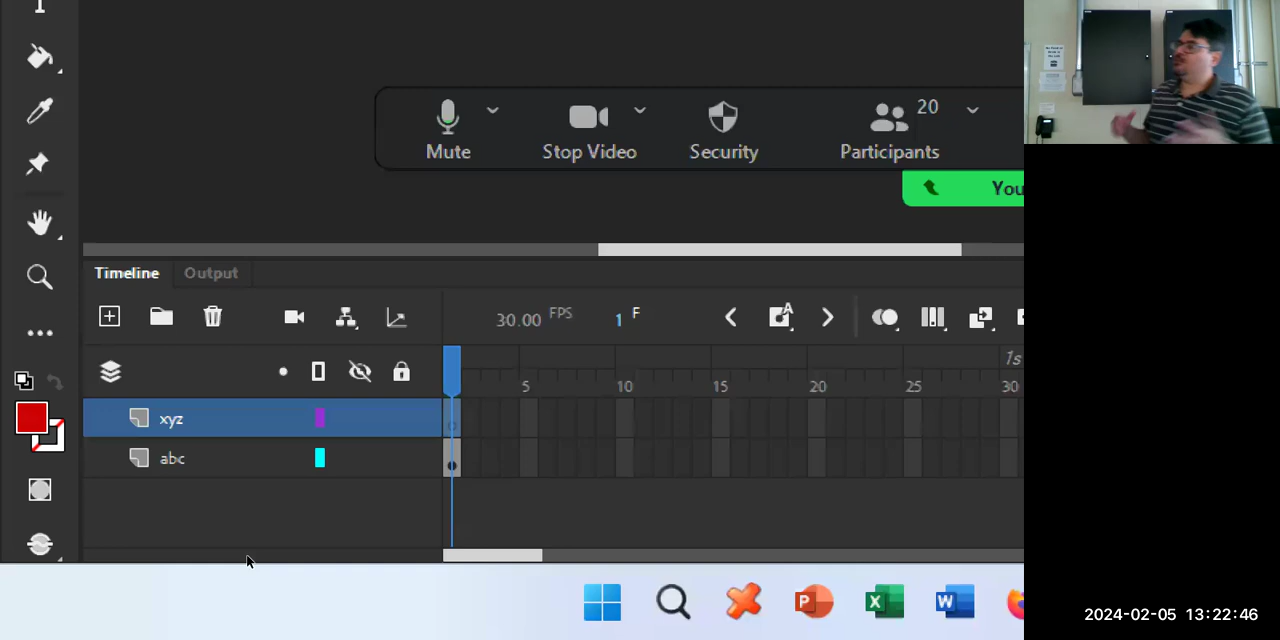 20
Mute
Stop Video
Security
Participants
You
Timeline
Output
30.00 FPS
1 F
1s
5
10
15
20
25
30
xyz
abc
2024-02-05 13:22:46